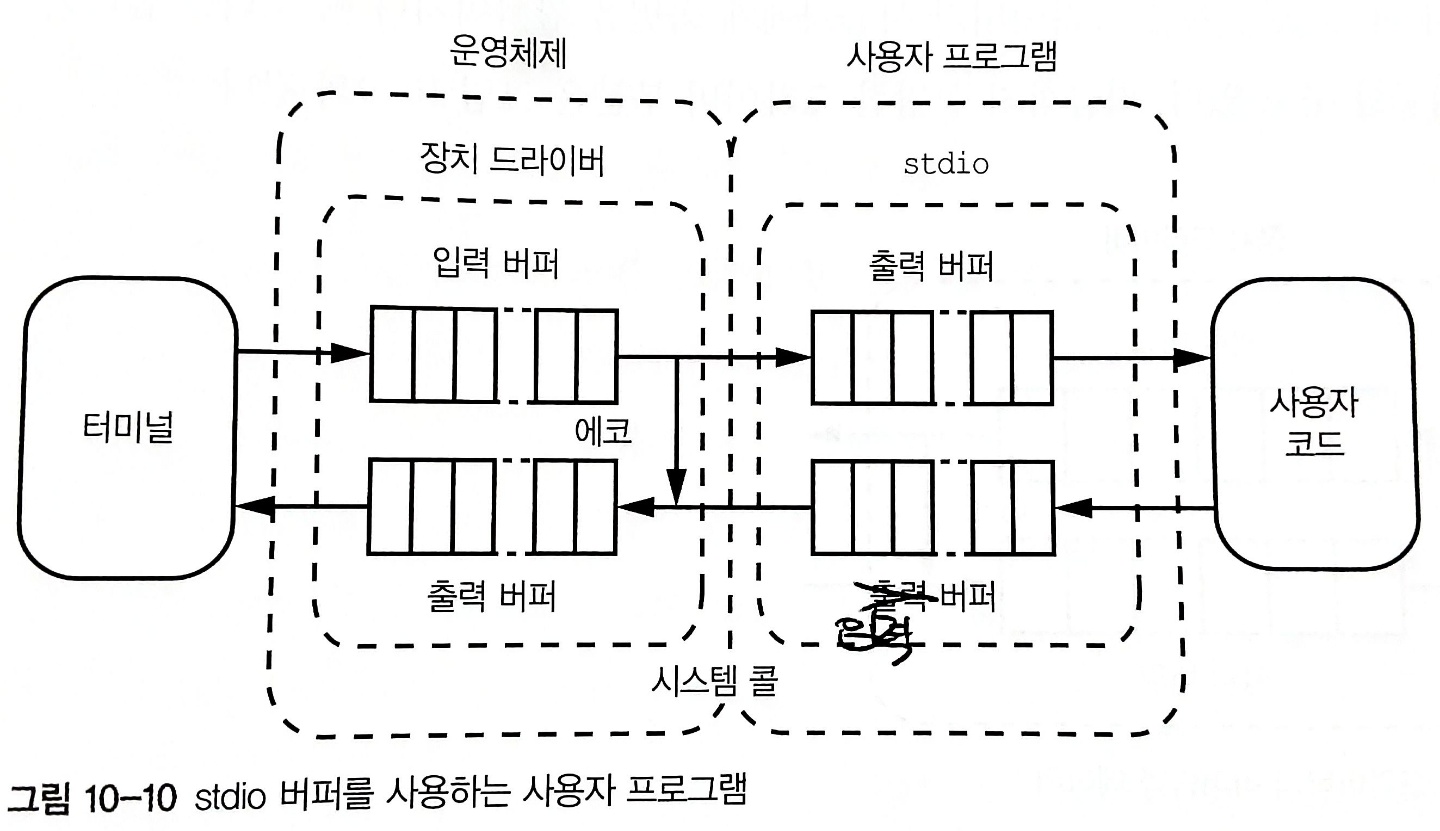 운영체제
사용자 프로그램
장치 드라이버
stdio
입력 버퍼
출력 버퍼
터미널
에코
사용자
코드
출력 버퍼
출력 버퍼
입력
시스템 콜
그림 10-10 stdio 버퍼를 사용하는 사용자 프로그램